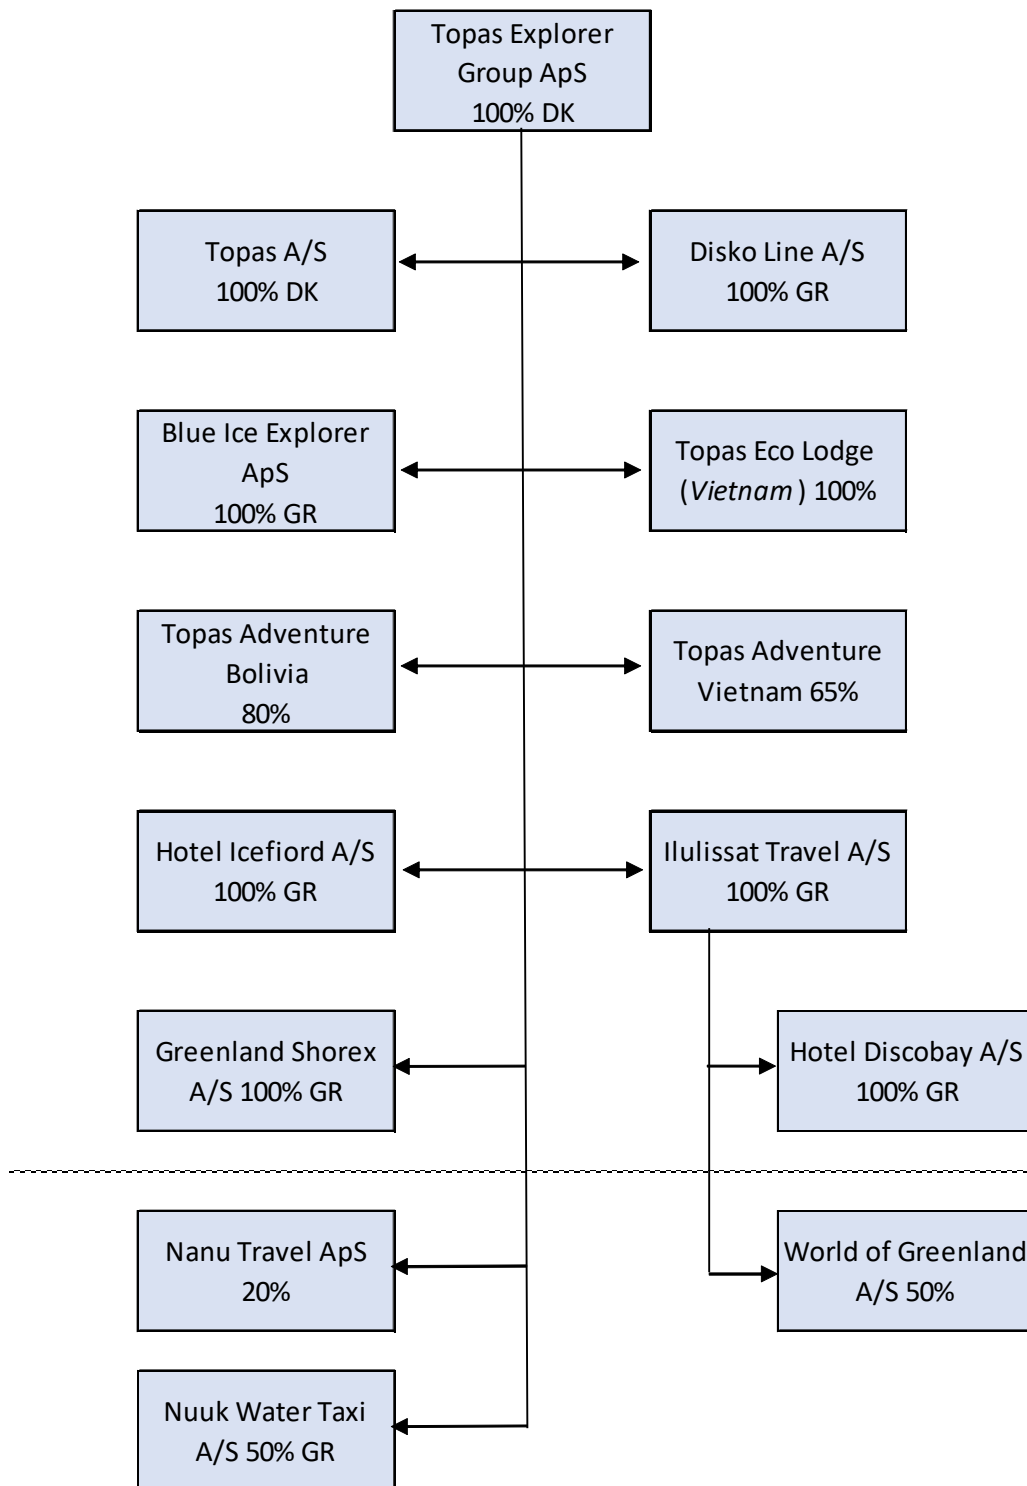 Topas Explorer
Group ApS
100% DK
Topas A/S
100% DK
Disko Line A/S
100% GR
Blue Ice Explorer
ApS
100% GR
Topas Eco Lodge
(Vietnam) 100%
Topas Adventure
Bolivia
80%
Topas Adventure
Vietnam 65%
Hotel Icefiord A/S
100% GR
Ilulissat Travel A/S
100% GR
Greenland Shorex
A/S 100% GR
Hotel Discobay A/S
100% GR
Nanu Travel ApS
20%
World of Greenland
A/S 50%
Nuuk Water Taxi
A/S 50% GR